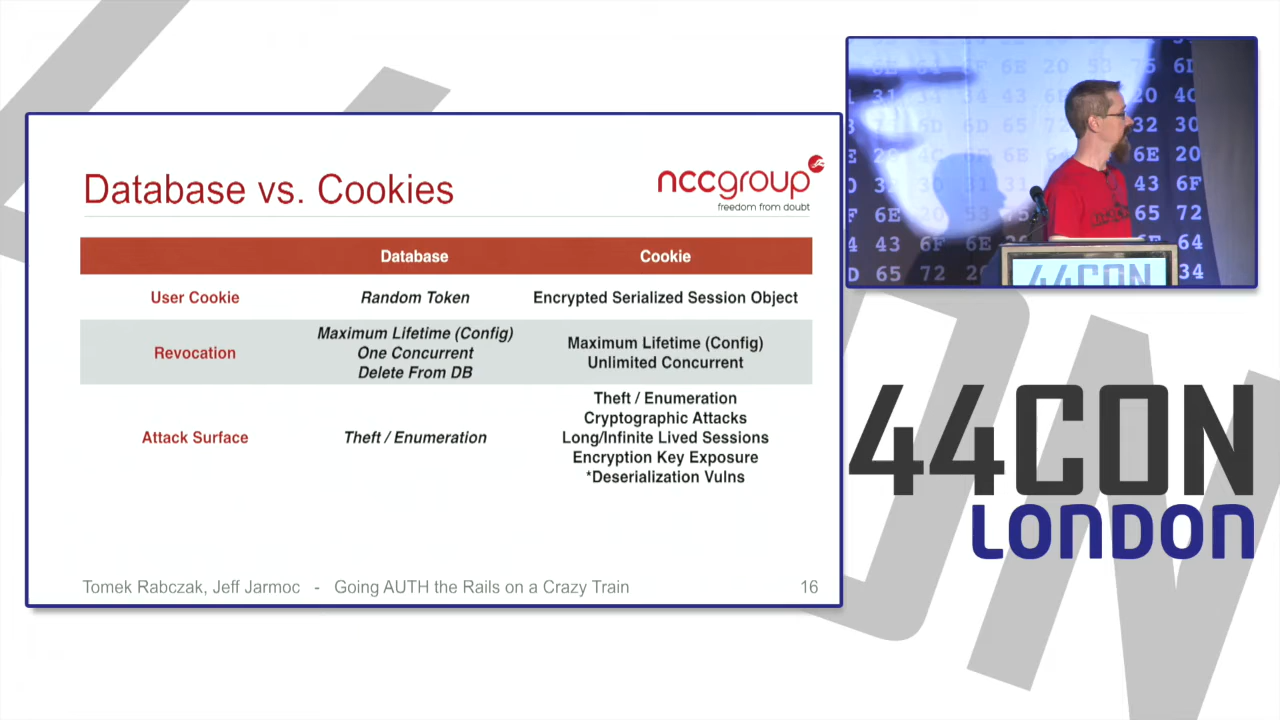 Database vs. Cookies
nccgroup
freedom from doubt
Database Cookie
User Cookie Random Token Encrypted Serialized Session Object
Revocation
Maximum Lifetime (Config)
One Concurrent
Delete From DB
Maximum Lifetime (Config)
Unlimited Concurrent
Attack Surface
Theft / Enumeration
Theft / Enumeration
Cryptographic Attacks
Long/Infinite Lived Sessions
Encryption Key Exposure
*Deserialization Vulns
Tomek Rabczak, Jeff Jarmoc - Going AUTH the Rails on a Crazy Train 16
44CON
44CON
LONDON